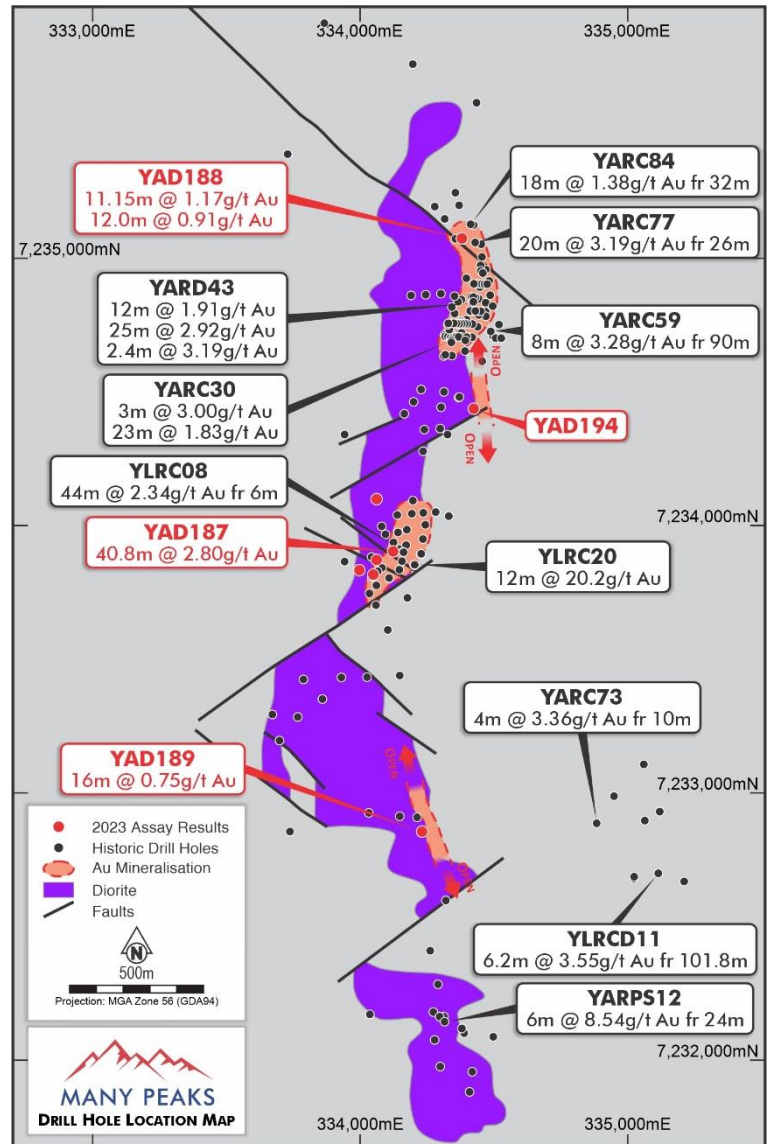 333,000mE
334,000mE
335,000mE
YARC84
18m @ 1.38g/t Au fr 32m
YAD188
11.15m @ 1.17g/t Au
12.0m @ 0.91g/t Au
YARC77
20m @ 3.19g/t Au fr 26m
7,235,000mN
YARD43
12m @ 1.91g/t Au
25m @ 2.92g/t Au
2.4m @ 3.19g/t Au
YARC59
8m @ 3.28g/t Au fr 90m
OPEN
YARC30
3m @ 3.00g/t Au
23m @ 1.83g/t Au
YAD194
OPEN
YLRC08
44m @ 2.34g/t Au fr 6m
7,234,000mN
YAD187
40.8m @ 2.80g/t Au
YLRC20
12m @ 20.2g/t Au
YARC73
4m @ 3.36g/t Au fr 10m
YAD189
16m @ 0.75g/t Au
OPEN
7,233,000mN
OPEN
2023 Assay Results
Historic Drill Holes
Au Mineralisation
Diorite
Faults
N
500m
Projection: MGA Zone 56 (GDA94)
YLRCD11
6.2m @ 3.55g/t Au fr 101.8m
YARPS12
6m @ 8.54g/t Au fr 24m
7,232,000mN
MANY PEAKS
DRILL HOLE LOCATION MAP
334,000mE
335,000mE